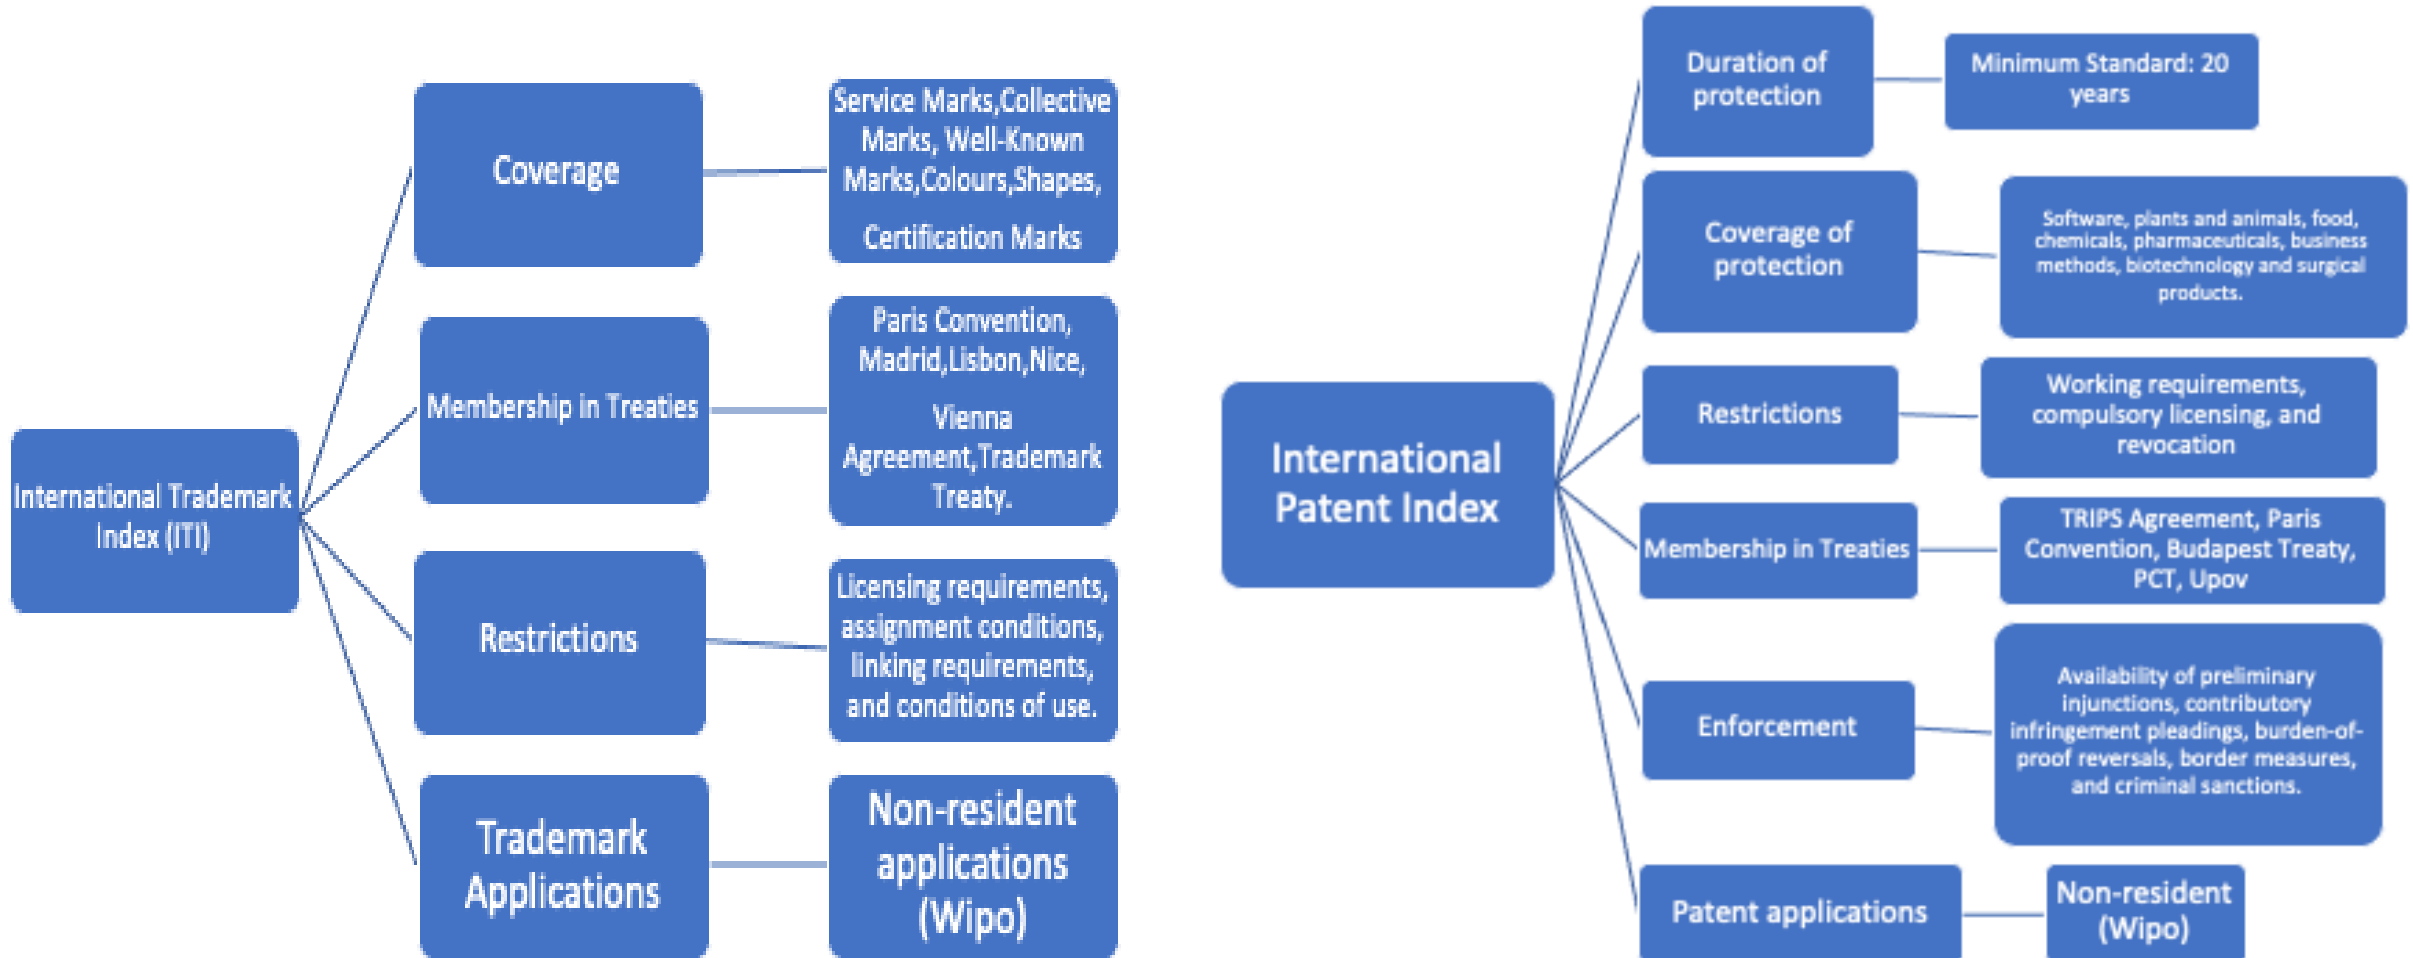 International Trademark
Index (ITI)
Coverage
Service Marks,Collective
Marks, Well-Known
Marks,Colours,Shapes,
Certification Marks
Membership in Treaties
Paris Convention,
Madrid,Lisbon,Nice,
Vienna
Agreement,Trademark
Treaty.
Restrictions
Licensing requirements,
assignment conditions,
linking requirements,
and conditions of use.
Trademark
Applications
Non-resident
applications
(Wipo)
International
Patent Index
Duration of
protection
Minimum Standard: 20
years
Coverage of
protection
Software, plants and animals, food,
chemicals, pharmaceuticals, business
methods, biotechnology and surgical
products.
Restrictions
Working requirements,
compulsory licensing, and
revocation
Membership in Treaties
TRIPS Agreement, Paris
Convention, Budapest Treaty,
PCT, Upov
Enforcement
Availability of preliminary
injunctions, contributory
infringement pleadings, burden-of-
proof reversals, border measures,
and criminal sanctions.
Patent applications
Non-resident
(Wipo)